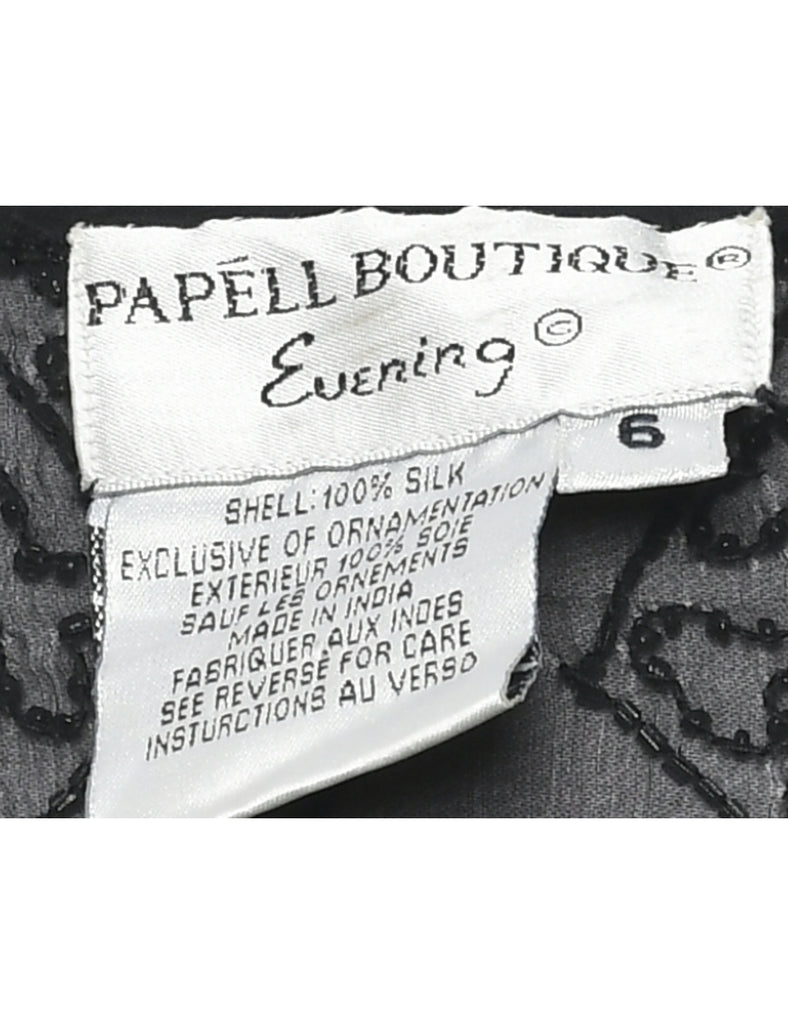 PAPĒLL BOUTIQUE®
Evening ©
6
SHELL: 100% SILK
EXCLUSIVE OF ORNAMENTATION
EXTERIEUR 100% SOIE
SAUF LES ORNEMENTS
MADE IN INDIA
FABRIQUER AUX INDES
SEE REVERSE FOR CARE
INSTURCTIONS AU VERSO